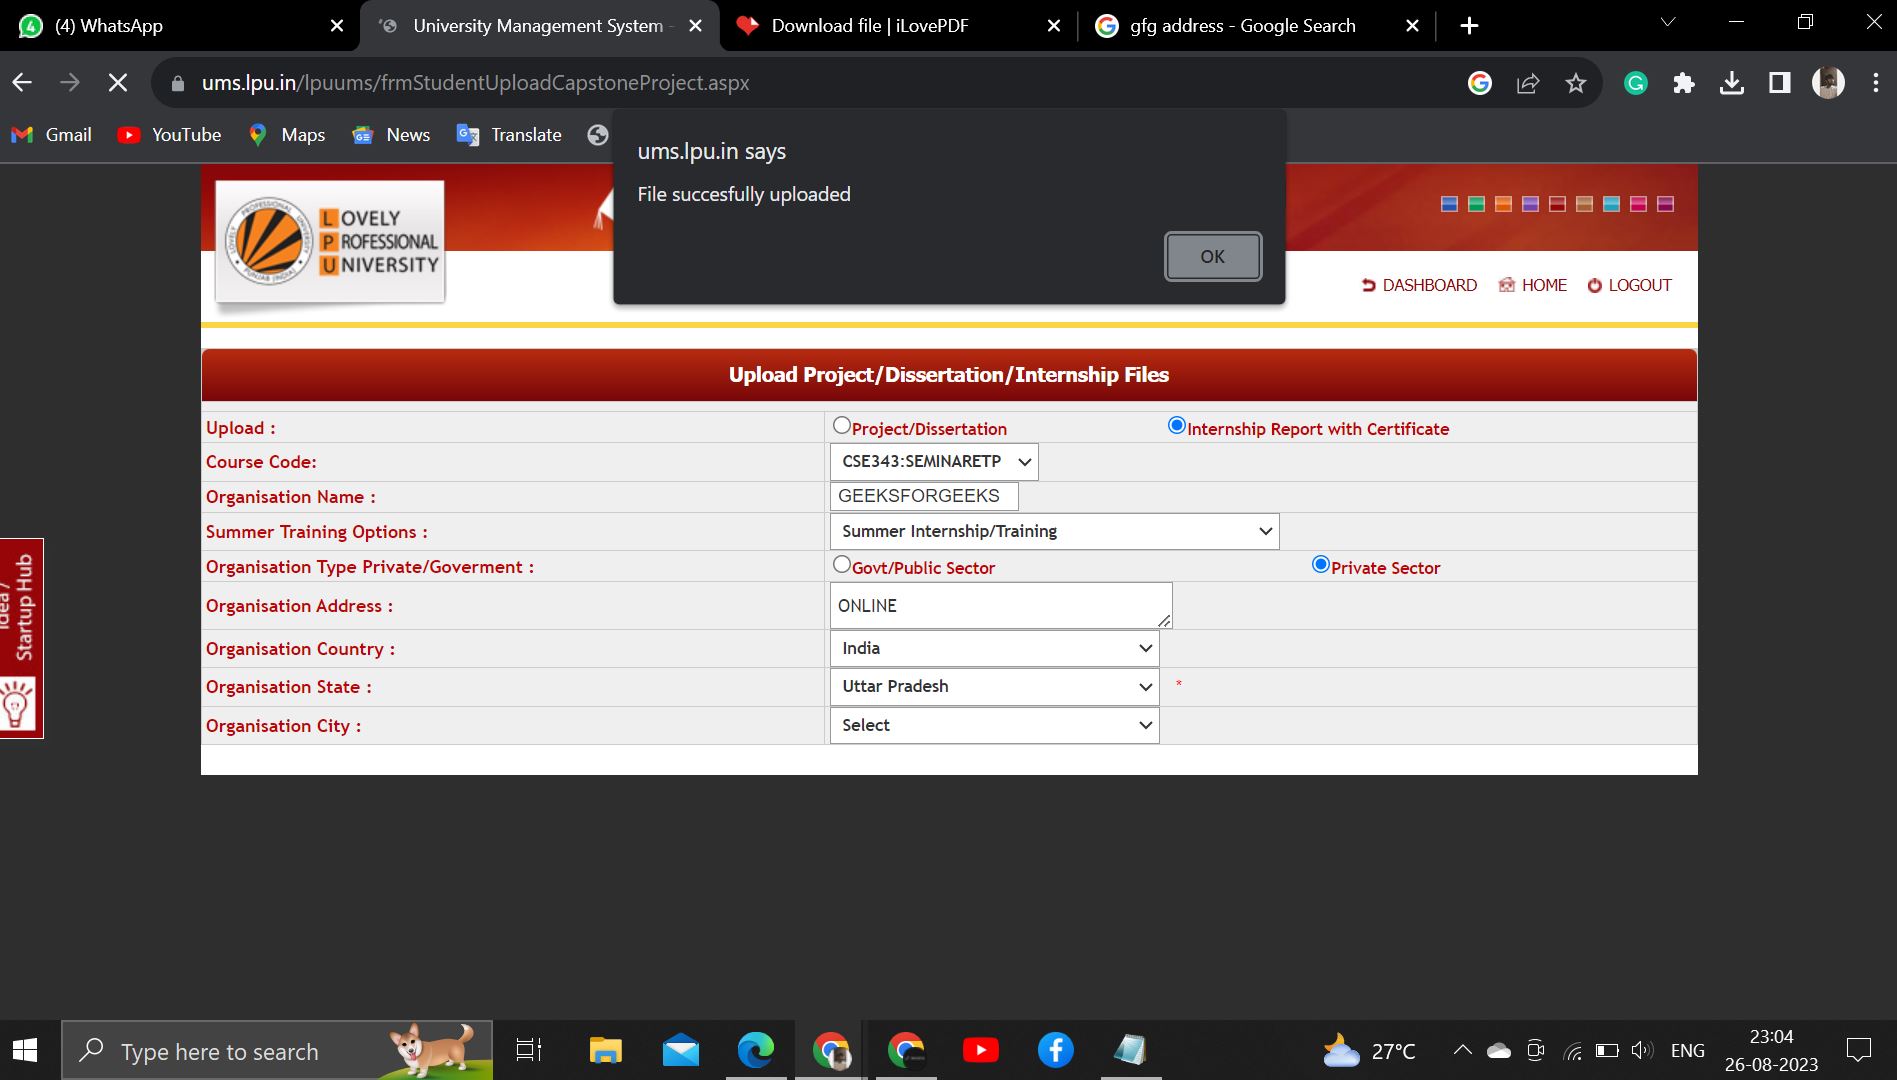 (4) WhatsApp
University Management System -
Download file | iLovePDF
gfg address - Google Search
ums.lpu.in/lpuums/frmStudentUploadCapstoneProject.aspx
Gmail
YouTube
Maps
News
Translate
ums.lpu.in says
File succesfully uploaded
OK
LOVELY
PROFESSIONAL
UNIVERSITY
DASHBOARD
HOME
LOGOUT
Upload Project/Dissertation/Internship Files
Upload :
Project/Dissertation
Internship Report with Certificate
Course Code:
CSE343:SEMINARETP
Organisation Name :
GEEKSFORGEEKS
Summer Training Options :
Summer Internship/Training
Organisation Type Private/Goverment :
Govt/Public Sector
Private Sector
Organisation Address :
ONLINE
Organisation Country :
India
Organisation State :
Uttar Pradesh
*
Organisation City :
Select
Idea /
Startup Hub
Type here to search
27°C
ENG
23:04
26-08-2023